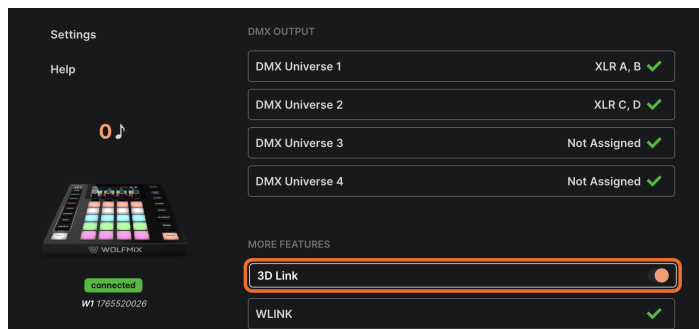 Settings
Help
0
WOLFMIX
connected
W1 1765520026
DMX OUTPUT
DMX Universe 1 XLR A, B
DMX Universe 2 XLR C, D
DMX Universe 3 Not Assigned
DMX Universe 4 Not Assigned
MORE FEATURES
3D Link
WLINK